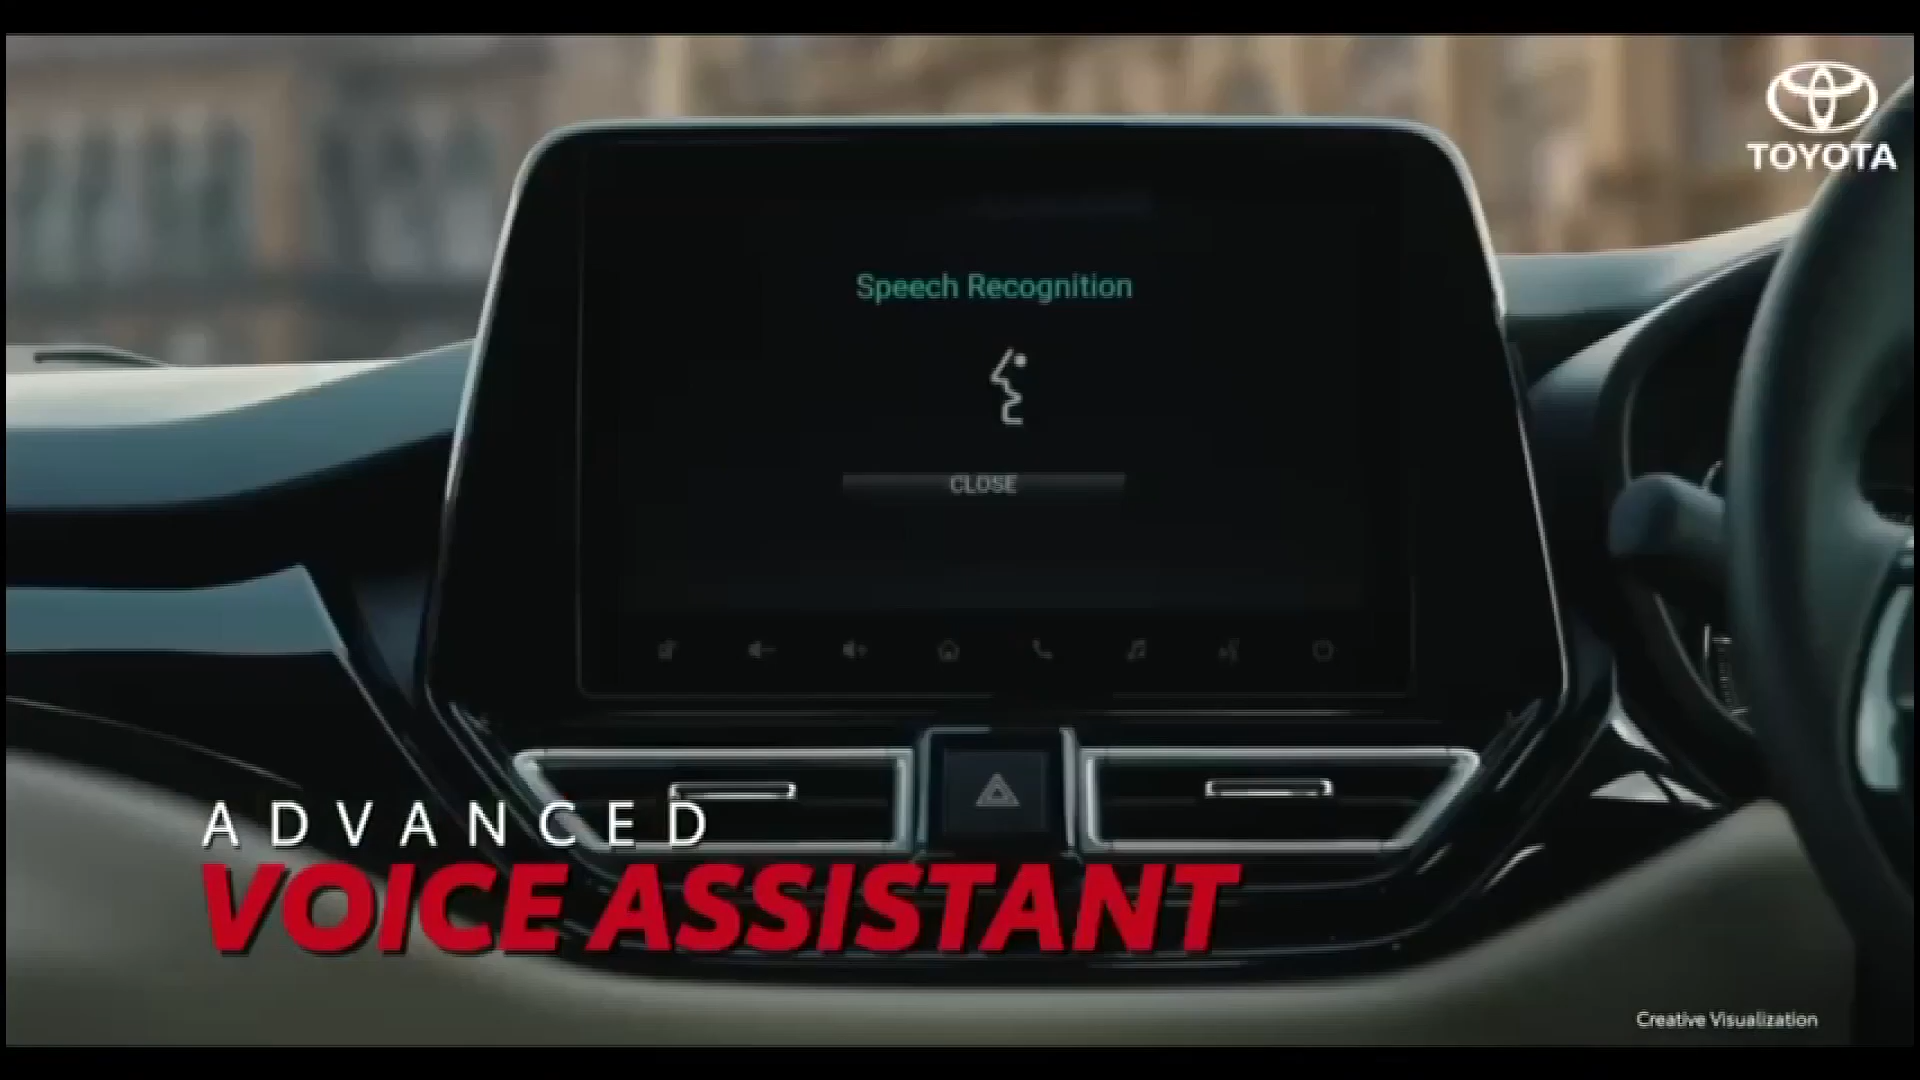 TOYOTA
Speech Recognition
CLOSE
ADVANCED
VOICE ASSISTANT
Creative Visualization